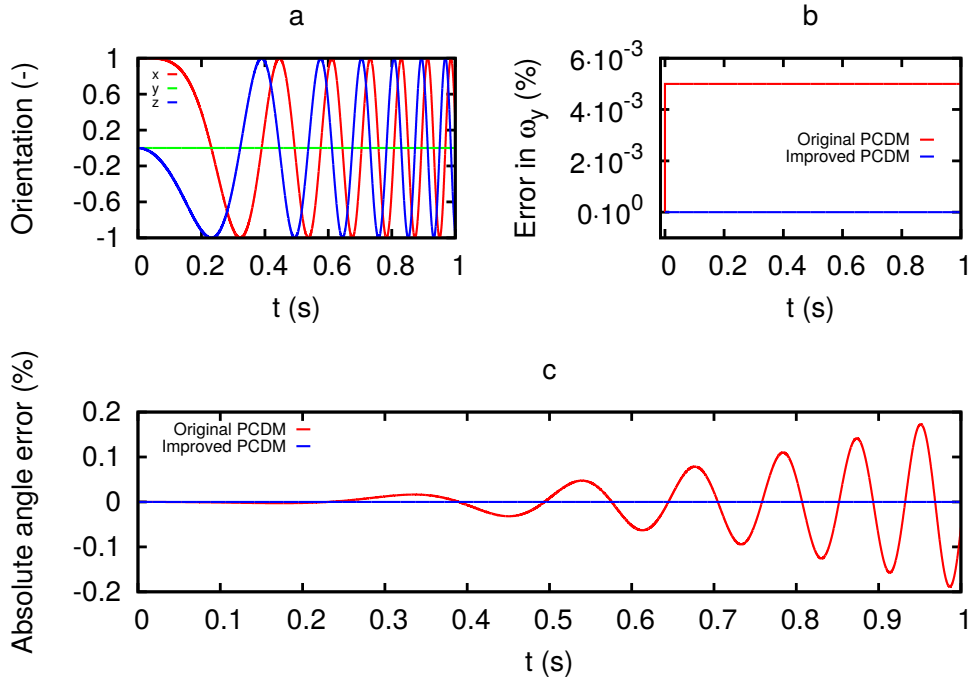 a
Orientation (-)
1
0.6
0.2
-0.2
-0.6
-1
x
y
z
0 0.2 0.4 0.6 0.8 1
t (s)
b
Error in ω_y (%)
6·10⁻³
4·10⁻³
2·10⁻³
0·10⁰
Original PCDM
Improved PCDM
0 0.2 0.4 0.6 0.8 1
t (s)
c
Absolute angle error (%)
0.2
0.1
0
-0.1
-0.2
Original PCDM
Improved PCDM
0 0.1 0.2 0.3 0.4 0.5 0.6 0.7 0.8 0.9 1
t (s)